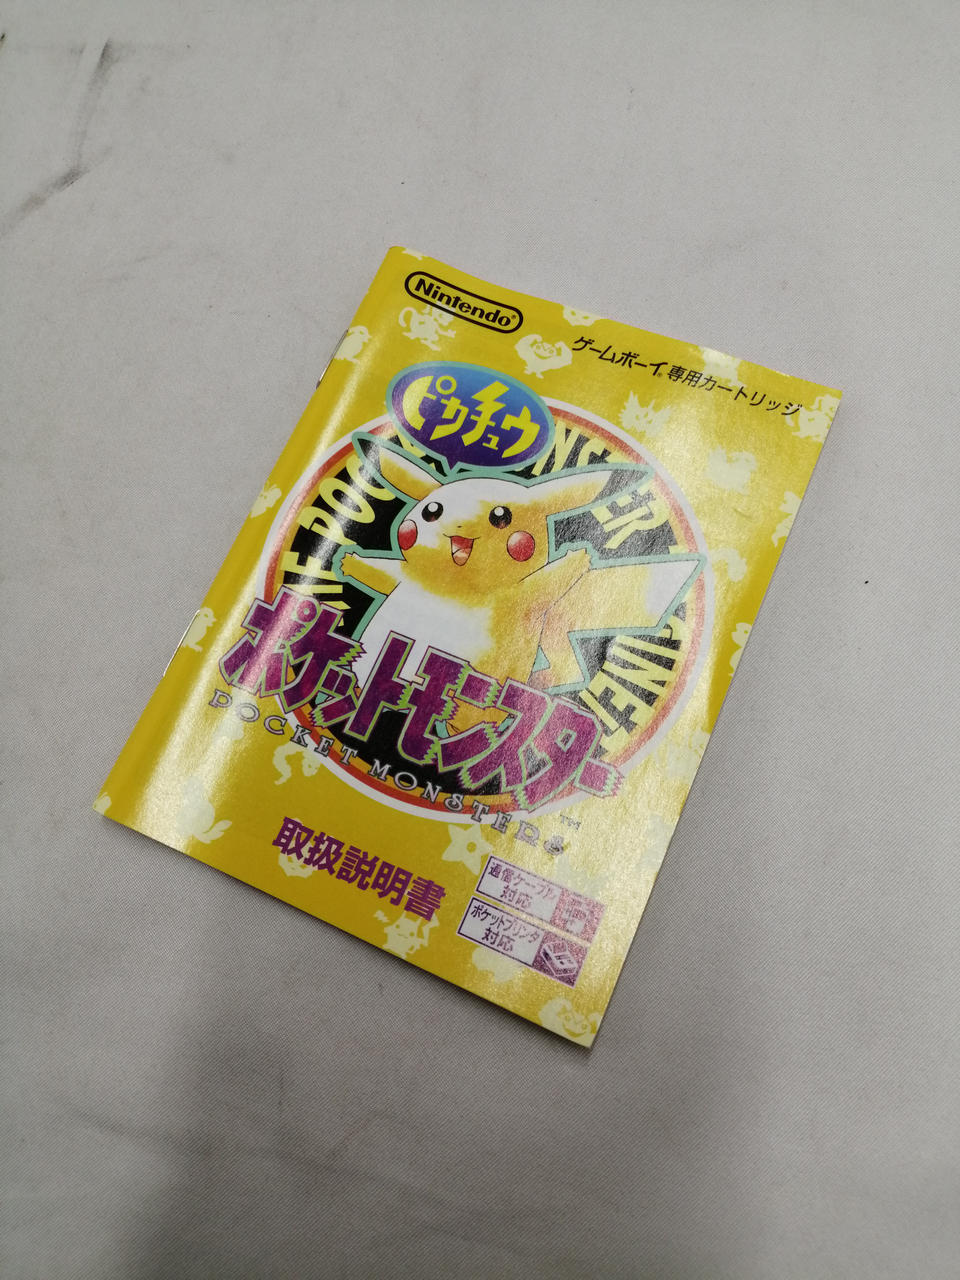 Nintendo®
ゲームボーイ®専用カートリッジ
ピカチュウ
ポケットモンスター
POCKET MONSTERS™
取扱説明書
通信ケーブル
対応
ポケットプリンタ
対応